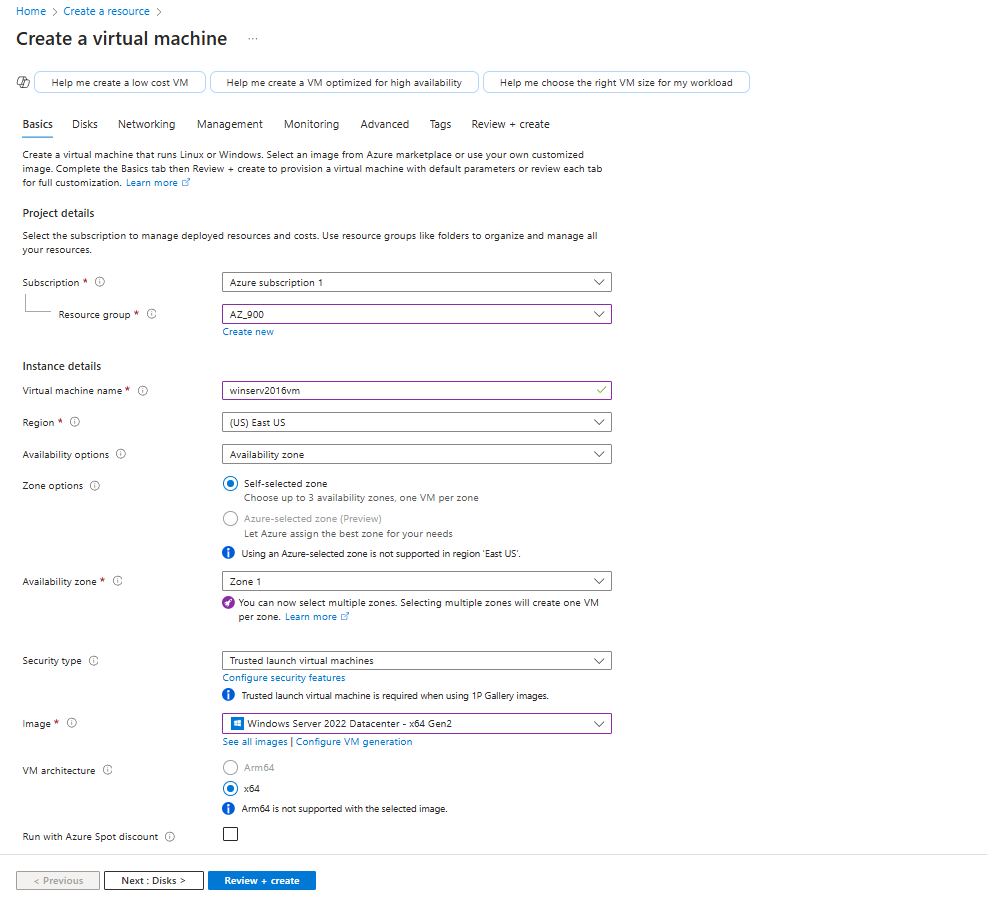 Home > Create a resource >
Create a virtual machine ...
Help me create a low cost VM
Help me create a VM optimized for high availability
Help me choose the right VM size for my workload
Basics Disks Networking Management Monitoring Advanced Tags Review + create
Create a virtual machine that runs Linux or Windows. Select an image from Azure marketplace or use your own customized
image. Complete the Basics tab then Review + create to provision a virtual machine with default parameters or review each tab
for full customization. Learn more
Project details
Select the subscription to manage deployed resources and costs. Use resource groups like folders to organize and manage all
your resources.
Subscription *
Azure subscription 1
Resource group *
AZ_900
Create new
Instance details
Virtual machine name *
winserv2016vm
Region *
(US) East US
Availability options
Availability zone
Zone options
Self-selected zone
Choose up to 3 availability zones, one VM per zone
Azure-selected zone (Preview)
Let Azure assign the best zone for your needs
Using an Azure-selected zone is not supported in region 'East US'.
Availability zone *
Zone 1
You can now select multiple zones. Selecting multiple zones will create one VM
per zone. Learn more
Security type
Trusted launch virtual machines
Configure security features
Trusted launch virtual machine is required when using 1P Gallery images.
Image *
Windows Server 2022 Datacenter - x64 Gen2
See all images | Configure VM generation
VM architecture
Arm64
x64
Arm64 is not supported with the selected image.
Run with Azure Spot discount
< Previous
Next : Disks >
Review + create